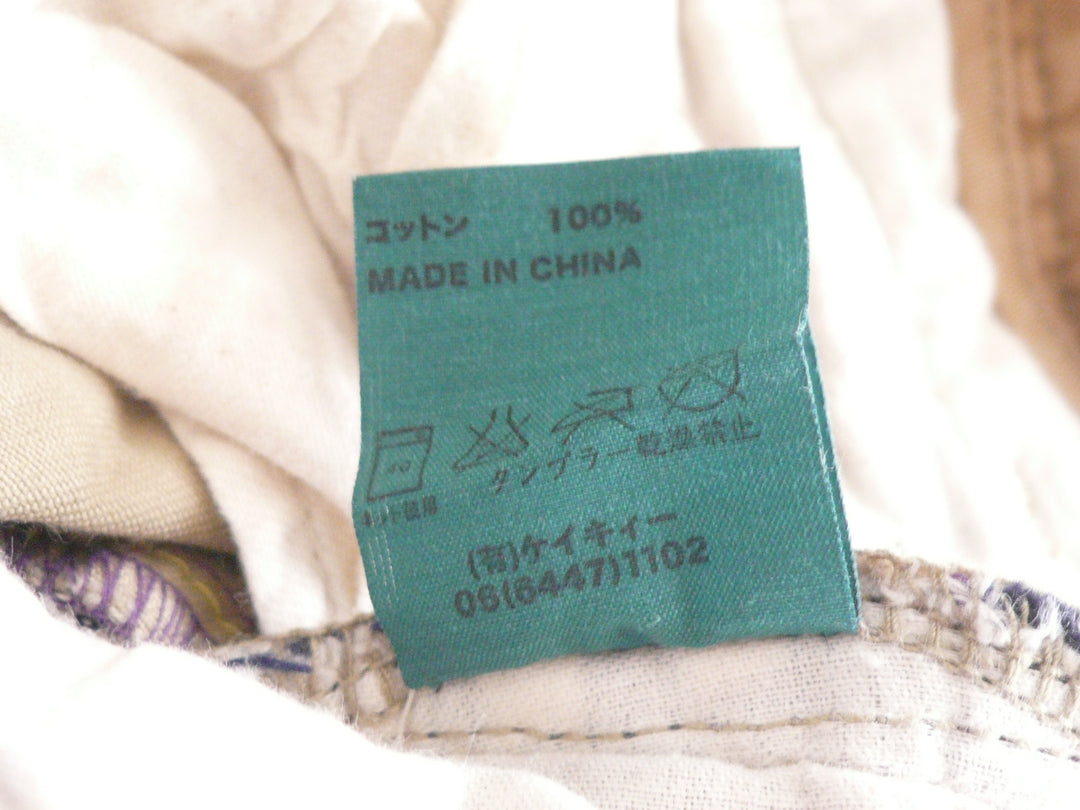 コットン 100%
MADE IN CHINA
ネット使用
タンブラー乾燥禁止
(有)ケイキィー
06(6447)1102